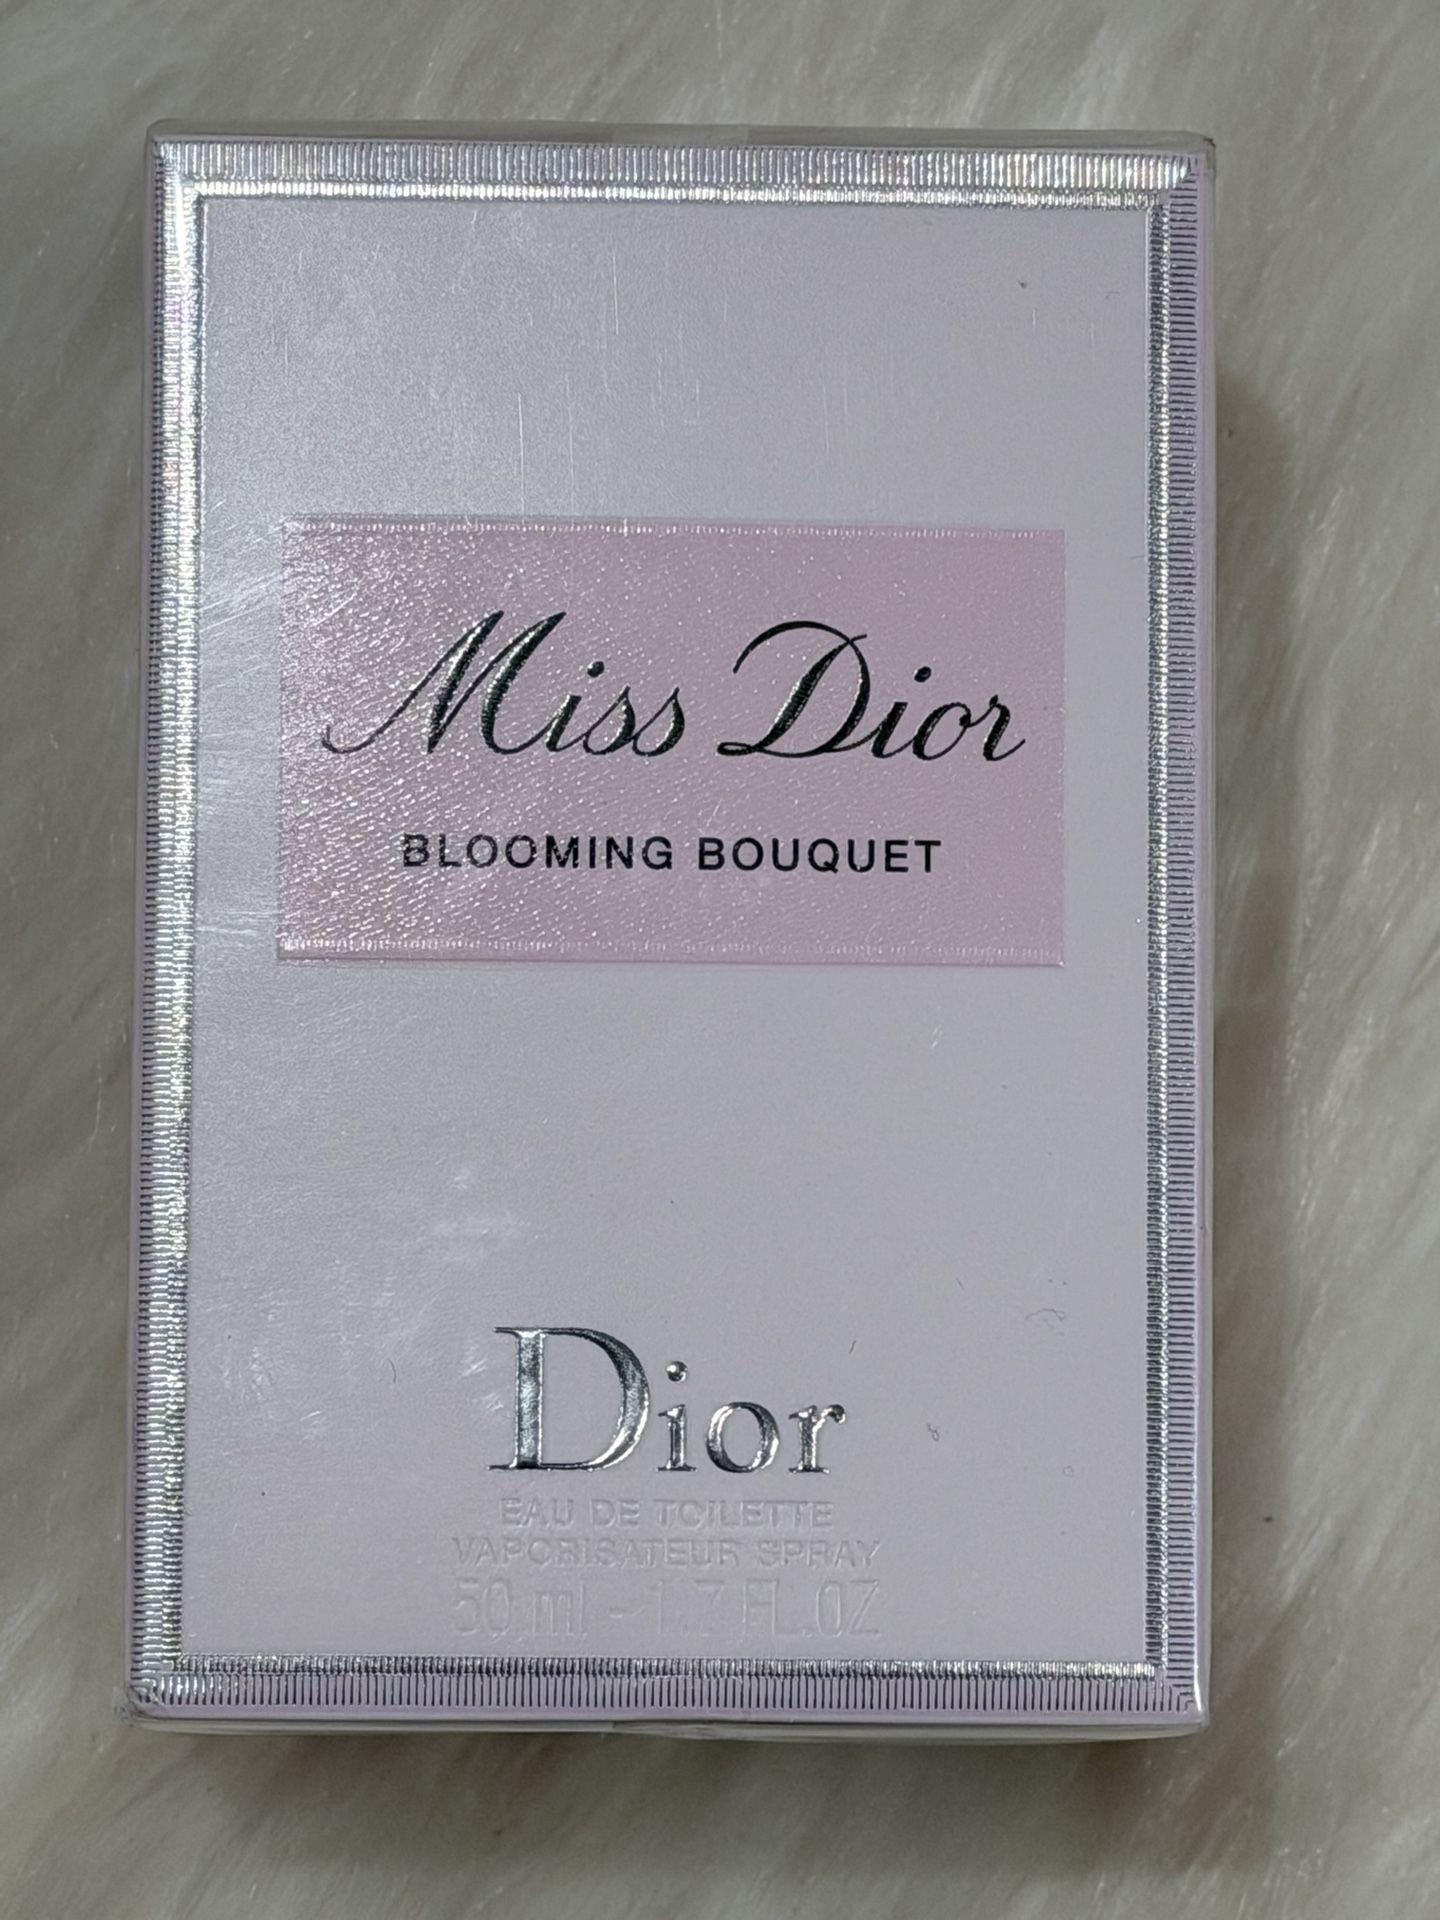 Miss Dior
BLOOMING BOUQUET
Dior
EAU DE TOILETTE
VAPORISATEUR SPRAY
50 ml - 1.7 FL.OZ